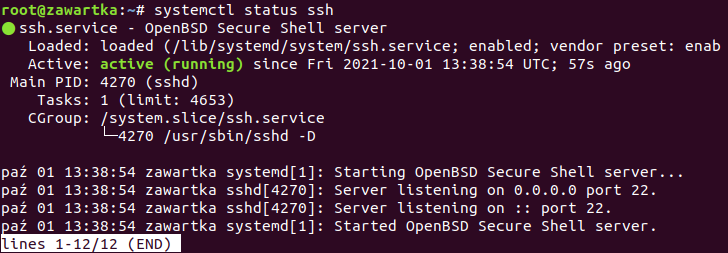 root@zawartka:~# systemctl status ssh
● ssh.service - OpenBSD Secure Shell server
   Loaded: loaded (/lib/systemd/system/ssh.service; enabled; vendor preset: enab
   Active: active (running) since Fri 2021-10-01 13:38:54 UTC; 57s ago
 Main PID: 4270 (sshd)
    Tasks: 1 (limit: 4653)
   CGroup: /system.slice/ssh.service
           └─4270 /usr/sbin/sshd -D

paź 01 13:38:54 zawartka systemd[1]: Starting OpenBSD Secure Shell server...
paź 01 13:38:54 zawartka sshd[4270]: Server listening on 0.0.0.0 port 22.
paź 01 13:38:54 zawartka sshd[4270]: Server listening on :: port 22.
paź 01 13:38:54 zawartka systemd[1]: Started OpenBSD Secure Shell server.
lines 1-12/12 (END)